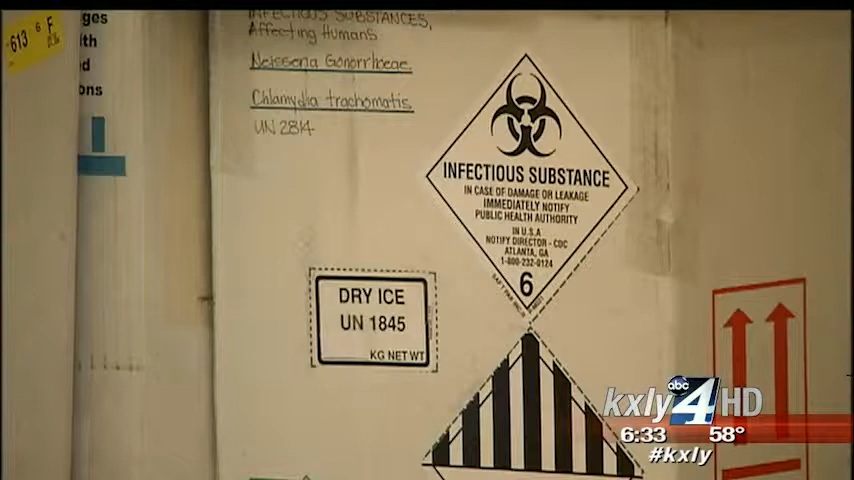 613 6 F
ges
lth
d
ons
INFECTIOUS SUBSTANCES,
Affecting Humans
Neisseria Gonorrhoeae
Chlamydia trachomatis
UN 2814
INFECTIOUS SUBSTANCE
IN CASE OF DAMAGE OR LEAKAGE
IMMEDIATELY NOTIFY
PUBLIC HEALTH AUTHORITY
IN U.S.A
NOTIFY DIRECTOR - CDC
ATLANTA, GA
1-800-232-0124
6
DRY ICE
UN 1845
KG NET WT
kxly abc 4 HD
6:33 58°
#kxly